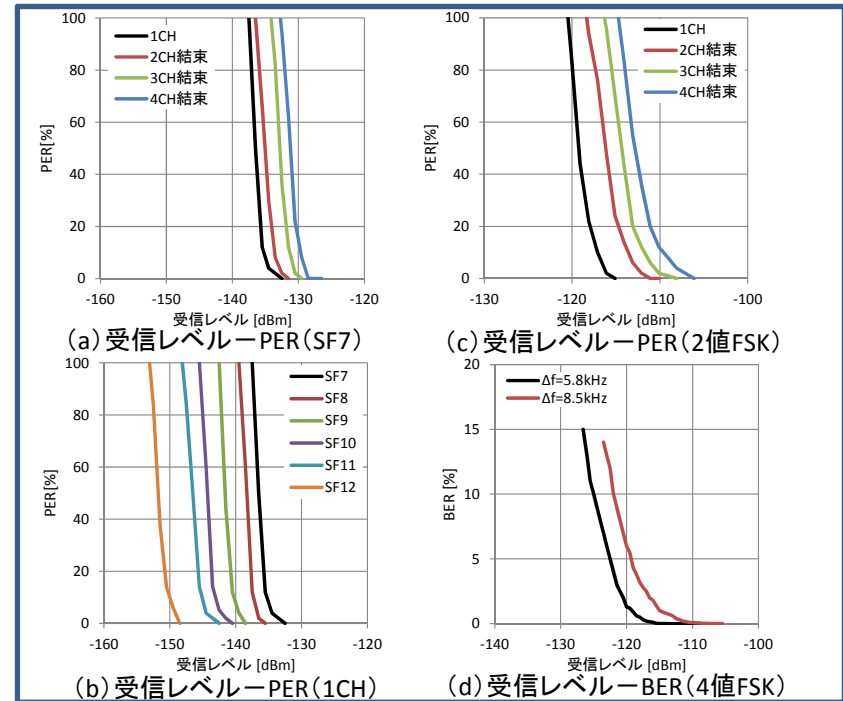 100
80
60
40
20
0
PER[%]
1CH
2CH結束
3CH結束
4CH結束
-160
-150
-140
-130
-120
受信レベル [dBm]
(a)受信レベルーPER(SF7)
100
80
60
40
20
0
PER[%]
1CH
2CH結束
3CH結束
4CH結束
-130
-120
-110
-100
受信レベル [dBm]
(c)受信レベルーPER(2値FSK)
100
80
60
40
20
0
PER[%]
SF7
SF8
SF9
SF10
SF11
SF12
-160
-150
-140
-130
-120
受信レベル [dBm]
(b)受信レベルーPER(1CH)
20
15
10
5
0
BER [%]
Δf=5.8kHz
Δf=8.5kHz
-140
-130
-120
-110
-100
受信レベル [dBm]
(d)受信レベルーBER(4値FSK)